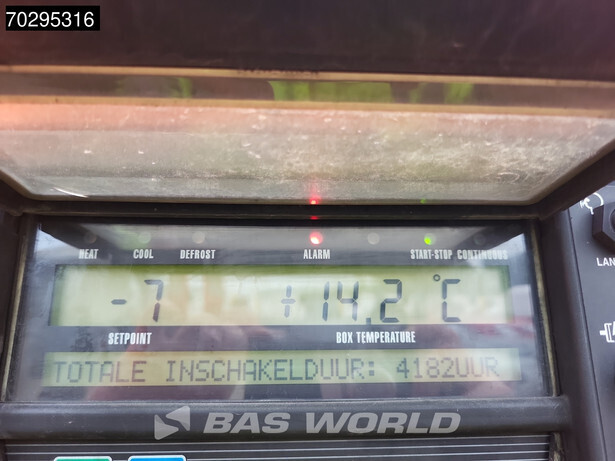 70295316
HEAT COOL DEFROST ALARM START-STOP CONTINUOUS
-7 +14.2 °C
SETPOINT BOX TEMPERATURE
TOTALE INSCHAKELDUUR: 4182UUR
BAS WORLD
LAN